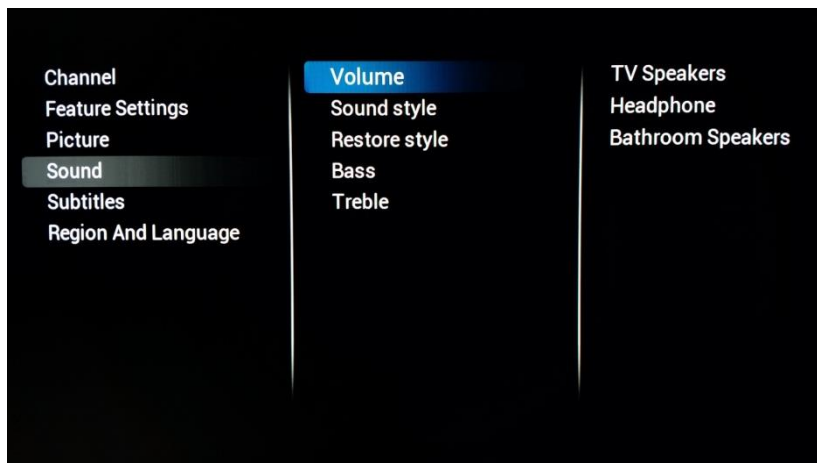 Channel
Feature Settings
Picture
Sound
Subtitles
Region And Language
Volume
Sound style
Restore style
Bass
Treble
TV Speakers
Headphone
Bathroom Speakers